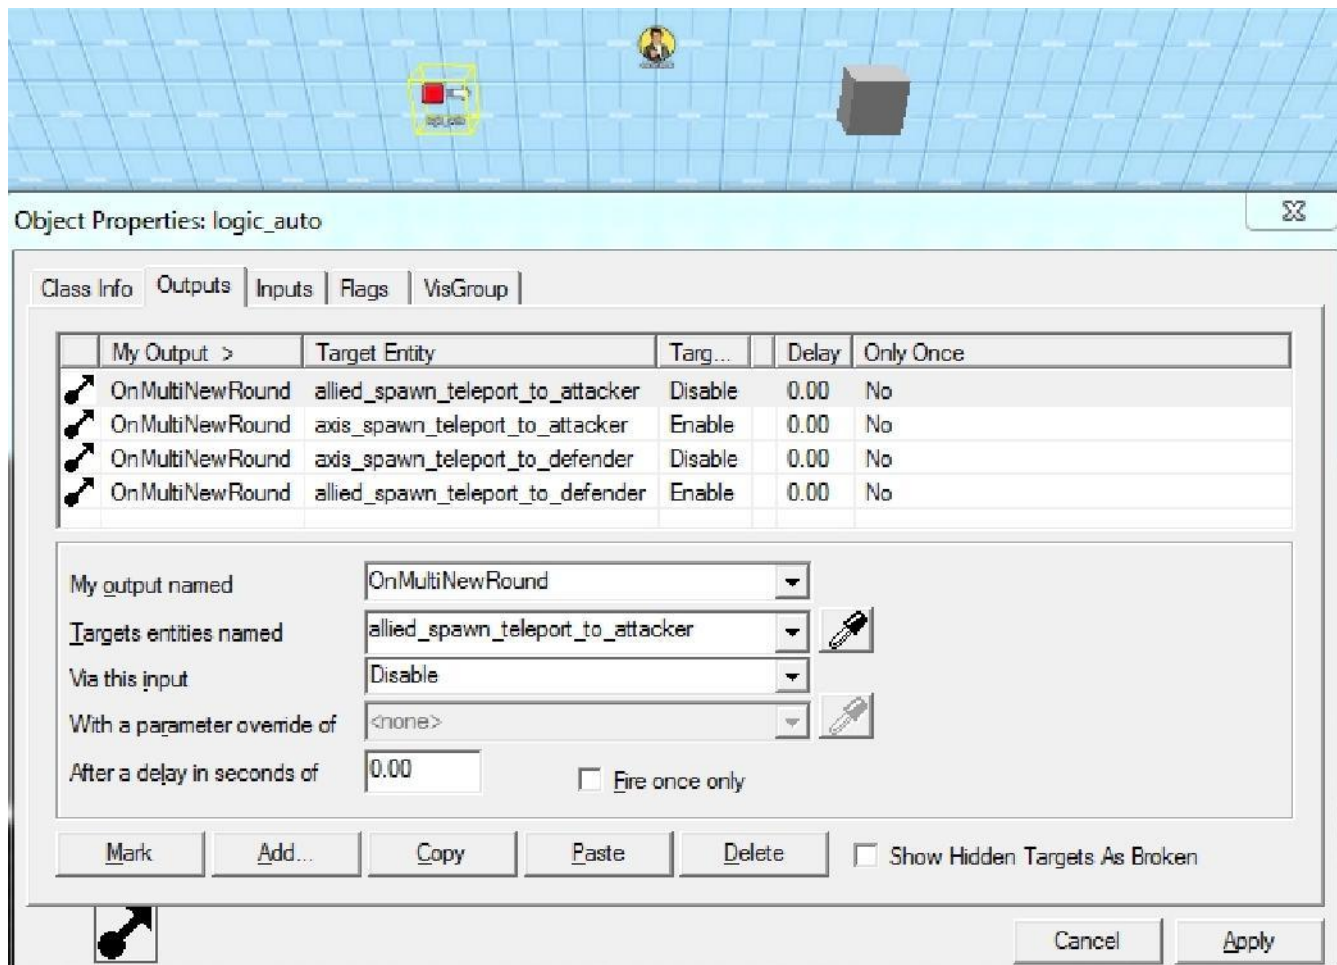 Object Properties: logic_auto
Class Info Outputs Inputs Flags VisGroup
My Output > Target Entity Targ... Delay Only Once
OnMultiNewRound allied_spawn_teleport_to_attacker Disable 0.00 No
OnMultiNewRound axis_spawn_teleport_to_attacker Enable 0.00 No
OnMultiNewRound axis_spawn_teleport_to_defender Disable 0.00 No
OnMultiNewRound allied_spawn_teleport_to_defender Enable 0.00 No
My output named OnMultiNewRound
Targets entities named allied_spawn_teleport_to_attacker
Via this input Disable
With a parameter override of <none>
After a delay in seconds of 0.00 Fire once only
Mark Add... Copy Paste Delete Show Hidden Targets As Broken
Cancel Apply